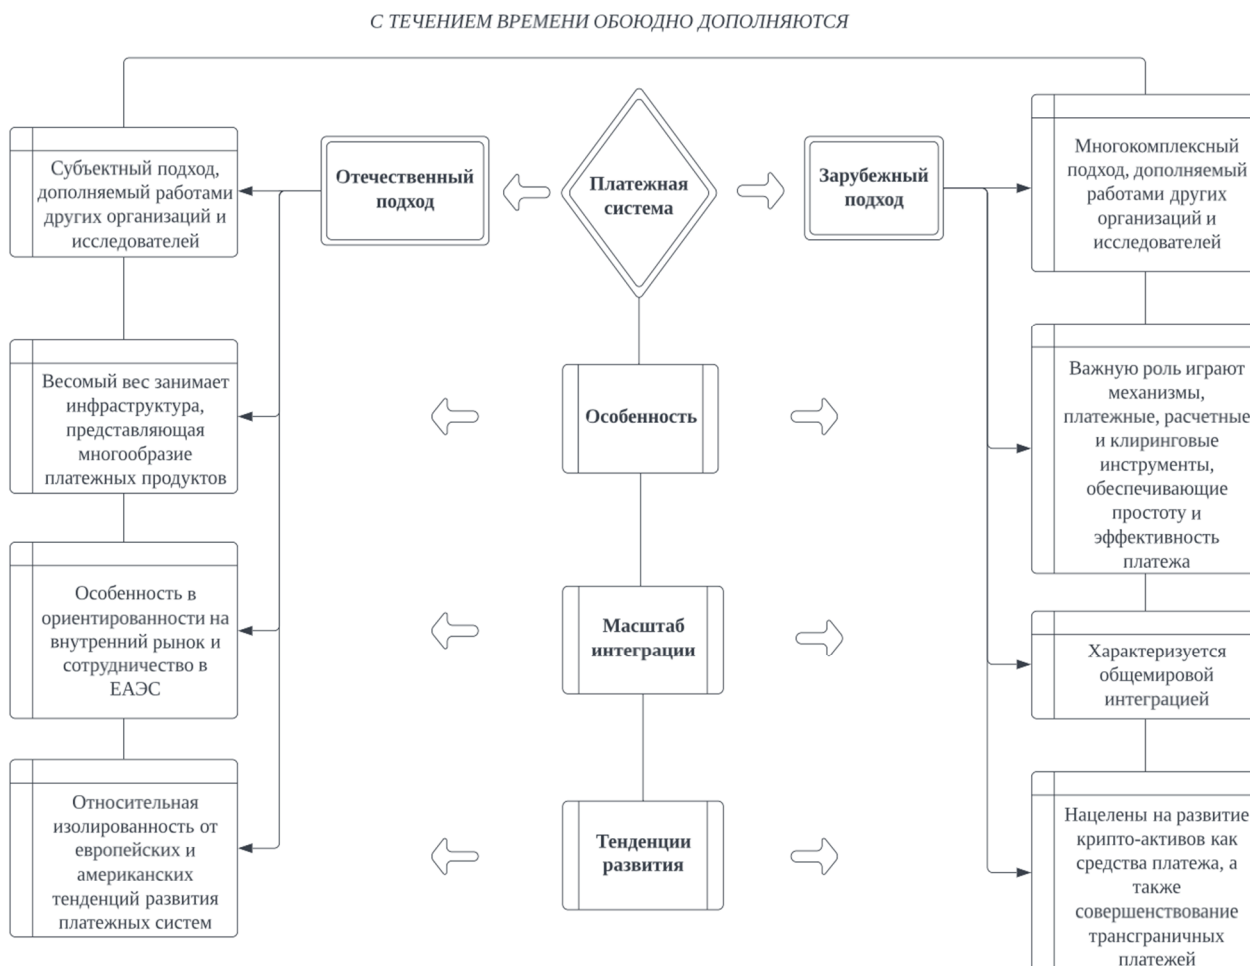 С ТЕЧЕНИЕМ ВРЕМЕНИ ОБОЮДНО ДОПОЛНЯЮТСЯ
Субъектный подход,
дополняемый работами
других организаций и
исследователей
Отечественный
подход
Платежная
система
Зарубежный
подход
Многокомплексный
подход, дополняемый
работами других
организаций и
исследователей
Весомый вес занимает
инфраструктура,
представляющая
многообразие
платежных продуктов
Особенность
Важную роль играют
механизмы,
платежные, расчетные
и клиринговые
инструменты,
обеспечивающие
простоту и
эффективность
платежа
Особенность в
ориентированности на
внутренний рынок и
сотрудничество в
ЕАЭС
Масштаб
интеграции
Характеризуется
общемировой
интеграцией
Относительная
изолированность от
европейских и
американских
тенденций развития
платежных систем
Тенденции
развития
Нацелены на развитие
крипто-активов как
средства платежа, а
также
совершенствование
трансграничных
платежей